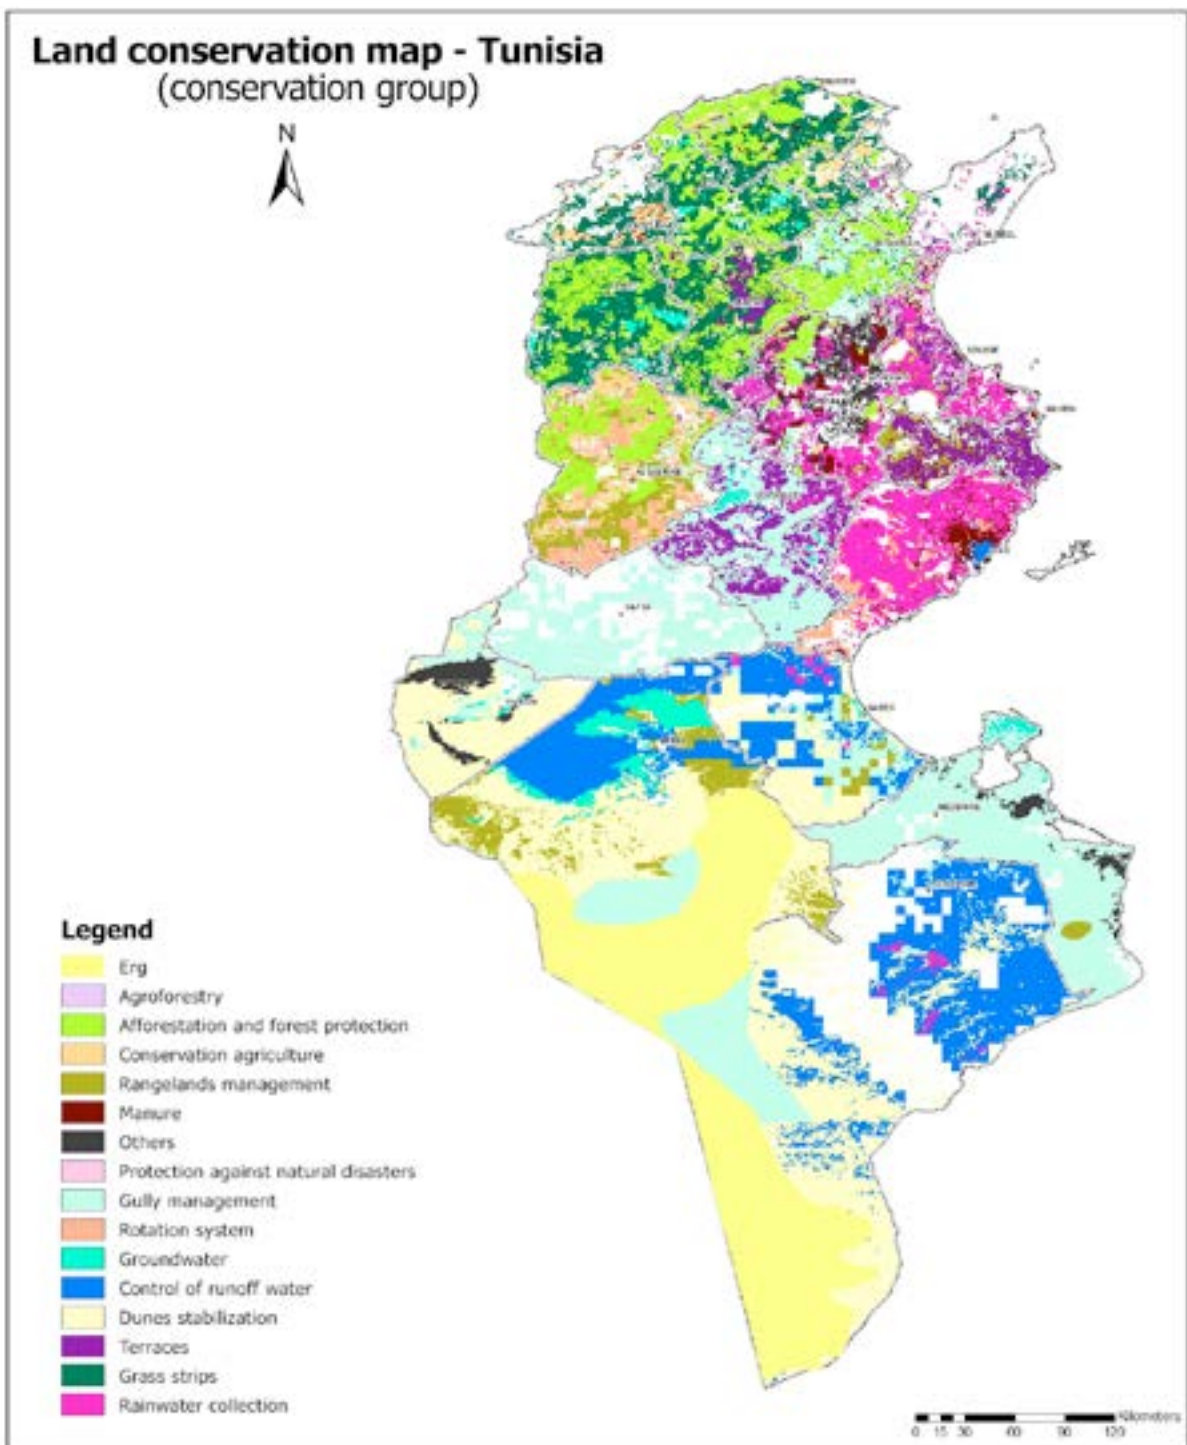 Land conservation map - Tunisia
(conservation group)
N
Legend
Erg
Agroforestry
Afforestation and forest protection
Conservation agriculture
Rangelands management
Manure
Others
Protection against natural disasters
Gully management
Rotation system
Groundwater
Control of runoff water
Dunes stabilization
Terraces
Grass strips
Rainwater collection
Kilometers
0 15 30 60 90 120